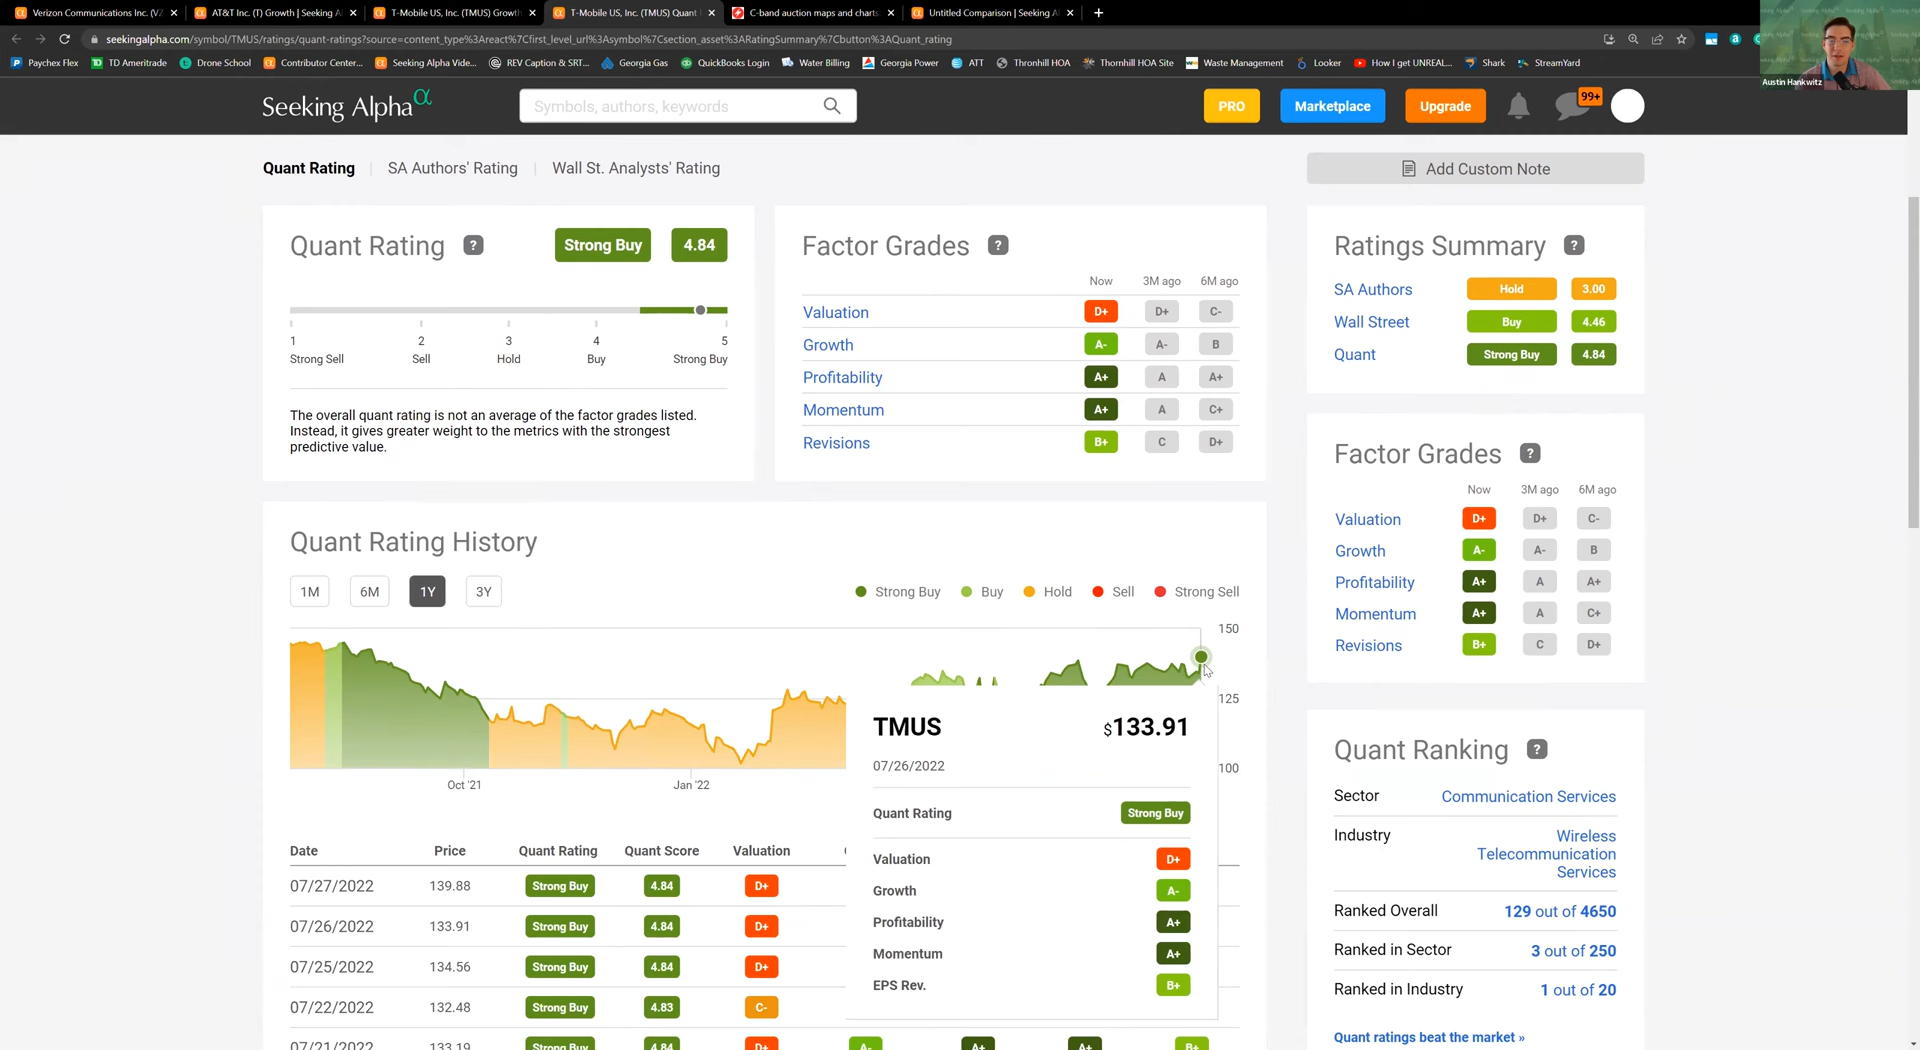 Verizon Communications Inc. (VZ
AT&T Inc. (T) Growth | Seeking A
T-Mobile US, Inc. (TMUS) Growth
T-Mobile US, Inc. (TMUS) Quant
C-band auction maps and charts
Untitled Comparison | Seeking Al
seekingalpha.com/symbol/TMUS/ratings/quant-ratings?source=content_type%3Areact%7Cfirst_level_url%3Asymbol%7Csection_asset%3ARatingSummary%7Cbutton%3AQuant_rating
Paychex Flex
TD Ameritrade
Drone School
Contributor Center...
Seeking Alpha Vide...
REV Caption & SRT...
Georgia Gas
QuickBooks Login
Water Billing
Georgia Power
ATT
Thronhill HOA
Thornhill HOA Site
Waste Management
Looker
How I get UNREAL...
Shark
StreamYard
Austin Hankwitz
Seeking Alpha α
Symbols, authors, keywords
PRO
Marketplace
Upgrade
99+
Quant Rating
SA Authors' Rating
Wall St. Analysts' Rating
Add Custom Note
Quant Rating ? Strong Buy 4.84
1 2 3 4 5
Strong Sell Sell Hold Buy Strong Buy
The overall quant rating is not an average of the factor grades listed.
Instead, it gives greater weight to the metrics with the strongest
predictive value.
Factor Grades ?
Now 3M ago 6M ago
Valuation D+ D+ C-
Growth A- A- B
Profitability A+ A A+
Momentum A+ A C+
Revisions B+ C D+
Ratings Summary ?
SA Authors Hold 3.00
Wall Street Buy 4.46
Quant Strong Buy 4.84
Factor Grades ?
Now 3M ago 6M ago
Valuation D+ D+ C-
Growth A- A- B
Profitability A+ A A+
Momentum A+ A C+
Revisions B+ C D+
Quant Rating History
1M 6M 1Y 3Y
Strong Buy Buy Hold Sell Strong Sell
150
125
100
Oct '21 Jan '22
TMUS $133.91
07/26/2022
Quant Rating Strong Buy
Valuation D+
Growth A-
Profitability A+
Momentum A+
EPS Rev. B+
Date Price Quant Rating Quant Score Valuation
07/27/2022 139.88 Strong Buy 4.84 D+
07/26/2022 133.91 Strong Buy 4.84 D+
07/25/2022 134.56 Strong Buy 4.84 D+
07/22/2022 132.48 Strong Buy 4.83 C-
07/21/2022 133.19 Strong Buy 4.84 D+ A- A+ A+ B+
Quant Ranking ?
Sector Communication Services
Industry Wireless
Telecommunication
Services
Ranked Overall 129 out of 4650
Ranked in Sector 3 out of 250
Ranked in Industry 1 out of 20
Quant ratings beat the market »